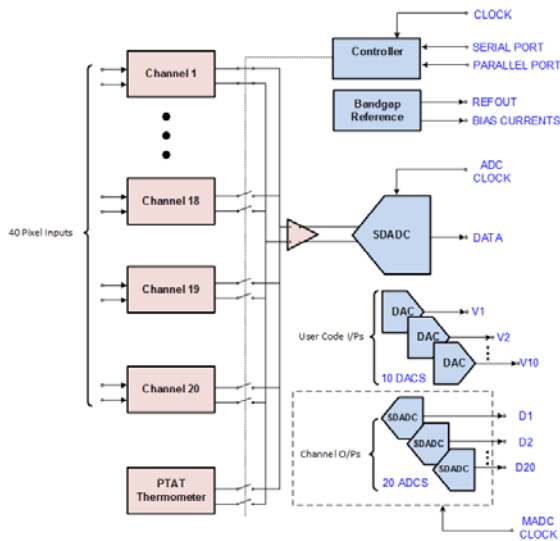 CLOCK
Channel 1
Controller
SERIAL PORT
PARALLEL PORT
Bandgap
Reference
REFOUT
BIAS CURRENTS
ADC
CLOCK
Channel 18
40 Pixel Inputs
SDADC
DATA
Channel 19
DAC
V1
User Code I/Ps
DAC
V2
DAC
V10
10 DACS
Channel 20
SDADC
D1
SDADC
D2
Channel O/Ps
SDADC
D20
20 ADCS
PTAT
Thermometer
MADC
CLOCK